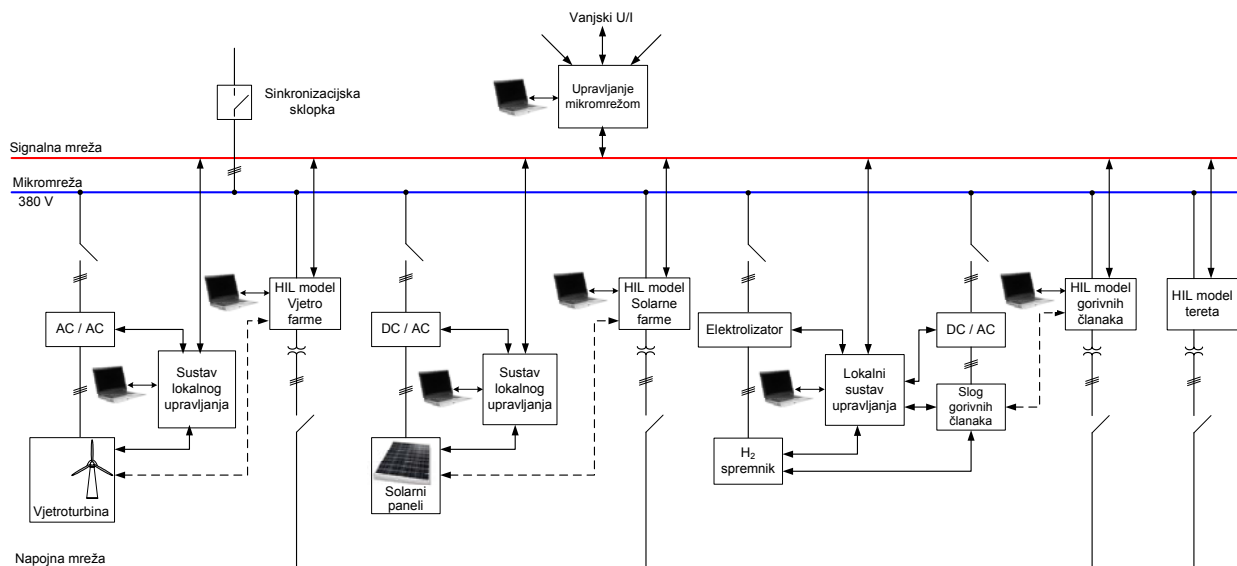 Vanjski U/I
Upravljanje
mikromrežom
Sinkronizacijska
sklopka
Signalna mreža
Mikromreža
380 V
HIL model
Vjetro
farme
HIL model
Solarne
farme
HIL model
gorivnih
članaka
HIL model
tereta
AC / AC
DC / AC
Elektrolizator
DC / AC
Sustav
lokalnog
upravljanja
Sustav
lokalnog
upravljanja
Lokalni
sustav
upravljanja
Slog
gorivnih
članaka
H₂
spremnik
Vjetroturbina
Solarni
paneli
Napojna mreža